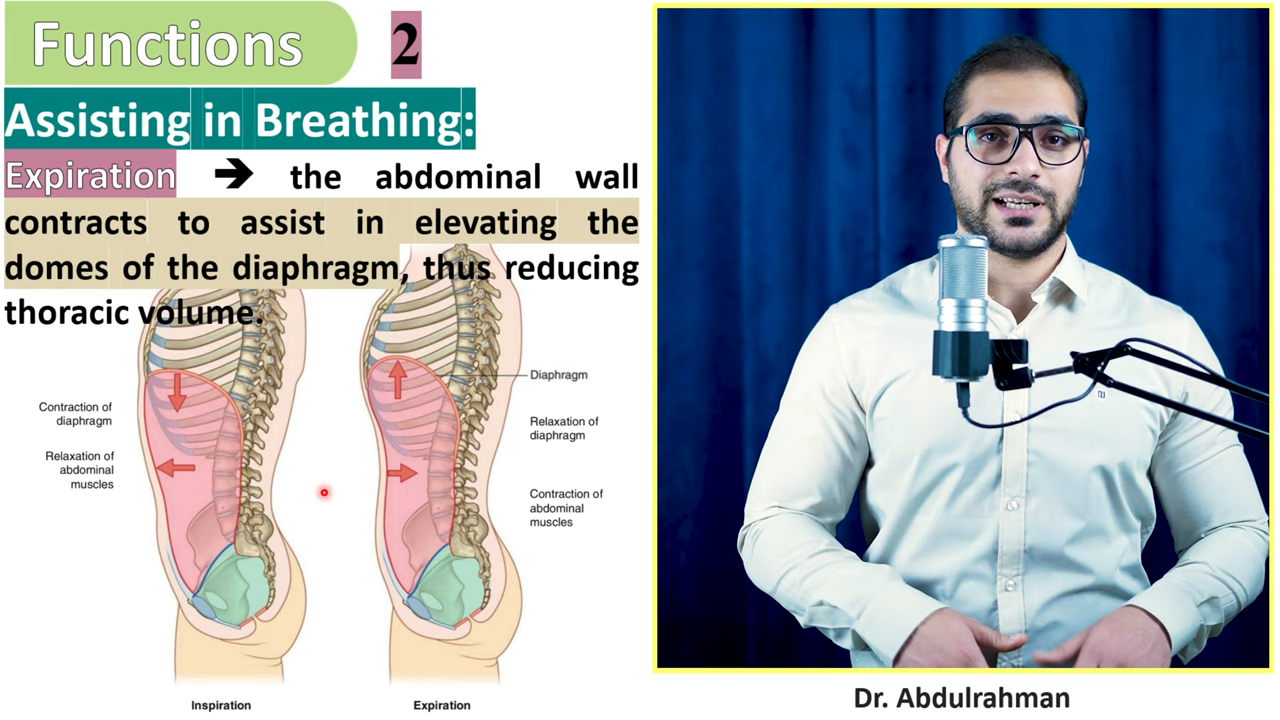 Functions
2
Assisting in Breathing:
Expiration ➔ the abdominal wall
contracts to assist in elevating the
domes of the diaphragm, thus reducing
thoracic volume.
Contraction of
diaphragm
Relaxation of
abdominal
muscles
Diaphragm
Relaxation of
diaphragm
Contraction of
abdominal
muscles
Inspiration
Expiration
Dr. Abdulrahman